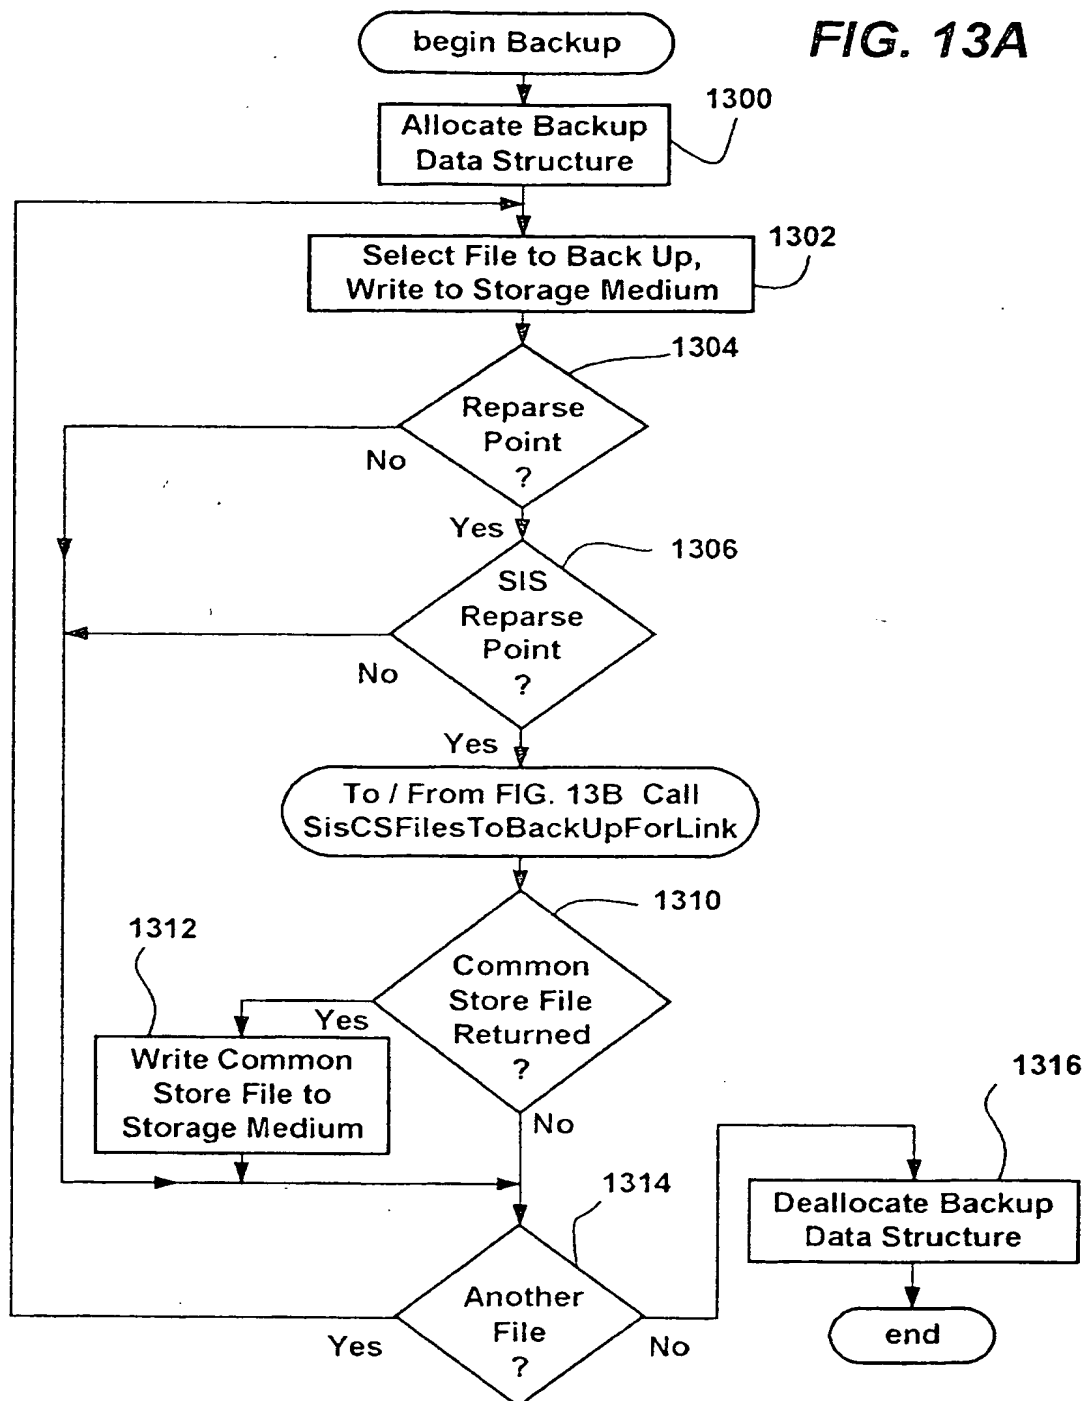 FIG. 13A
begin Backup
1300
Allocate Backup
Data Structure
1302
Select File to Back Up,
Write to Storage Medium
1304
Reparse
Point
?
No
Yes
1306
SIS
Reparse
Point
?
No
Yes
To / From FIG. 13B Call
SisCSFilesToBackUpForLink
1310
Common
Store File
Returned
?
Yes
1312
Write Common
Store File to
Storage Medium
No
1314
Another
File
?
Yes
No
1316
Deallocate Backup
Data Structure
end